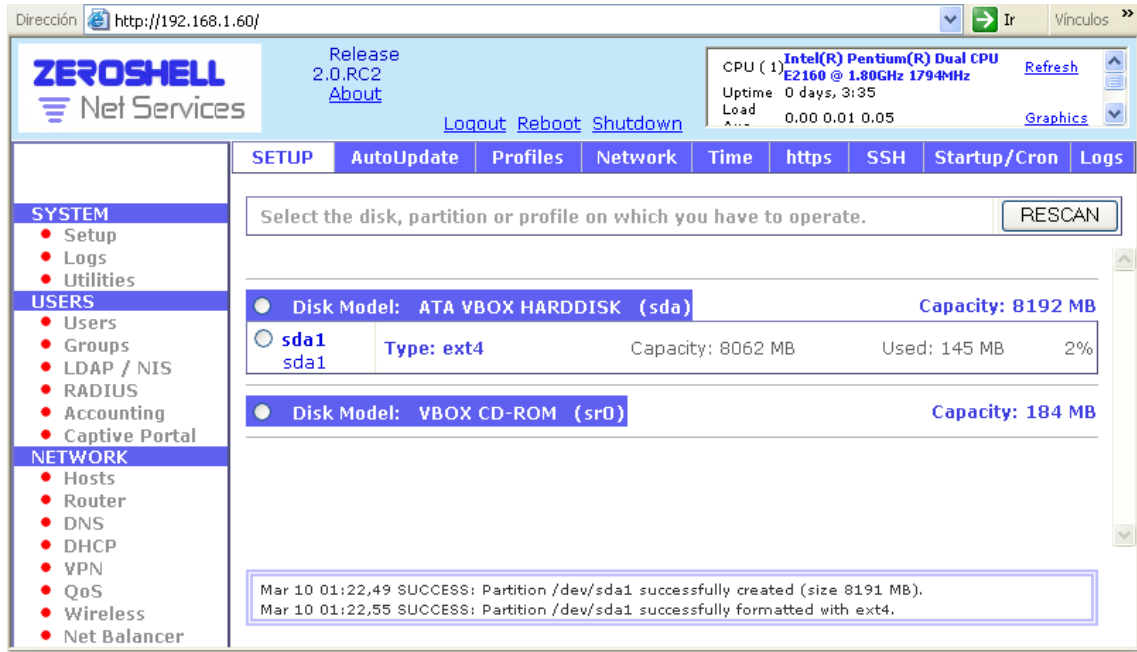 Dirección http://192.168.1.60/ Ir Vínculos »
ZEROSHELL
Net Services
Release
2.0.RC2
About
Logout Reboot Shutdown
CPU (1) Intel(R) Pentium(R) Dual CPU
E2160 @ 1.80GHz 1794MHz
Refresh
Uptime 0 days, 3:35
Load
0.00 0.01 0.05
Graphics
SETUP AutoUpdate Profiles Network Time https SSH Startup/Cron Logs
SYSTEM
Setup
Logs
Utilities
USERS
Users
Groups
LDAP / NIS
RADIUS
Accounting
Captive Portal
NETWORK
Hosts
Router
DNS
DHCP
VPN
QoS
Wireless
Net Balancer
Select the disk, partition or profile on which you have to operate. RESCAN
Disk Model: ATA VBOX HARDDISK (sda) Capacity: 8192 MB
sda1 Type: ext4 Capacity: 8062 MB Used: 145 MB 2%
sda1
Disk Model: VBOX CD-ROM (sr0) Capacity: 184 MB
Mar 10 01:22,49 SUCCESS: Partition /dev/sda1 successfully created (size 8191 MB).
Mar 10 01:22,55 SUCCESS: Partition /dev/sda1 successfully formatted with ext4.